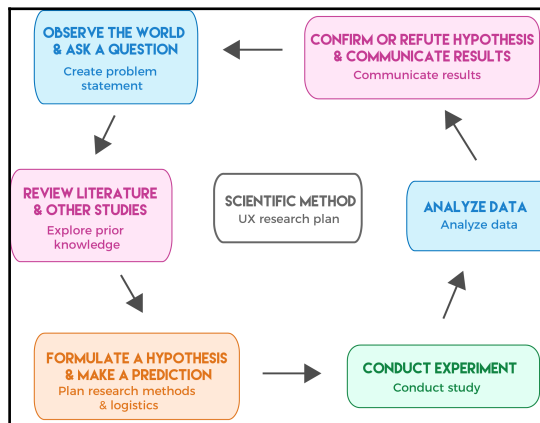 OBSERVE THE WORLD
& ASK A QUESTION
Create problem
statement
CONFIRM OR REFUTE HYPOTHESIS
& COMMUNICATE RESULTS
Communicate results
REVIEW LITERATURE
& OTHER STUDIES
Explore prior
knowledge
SCIENTIFIC METHOD
UX research plan
ANALYZE DATA
Analyze data
FORMULATE A HYPOTHESIS
& MAKE A PREDICTION
Plan research methods
& logistics
CONDUCT EXPERIMENT
Conduct study